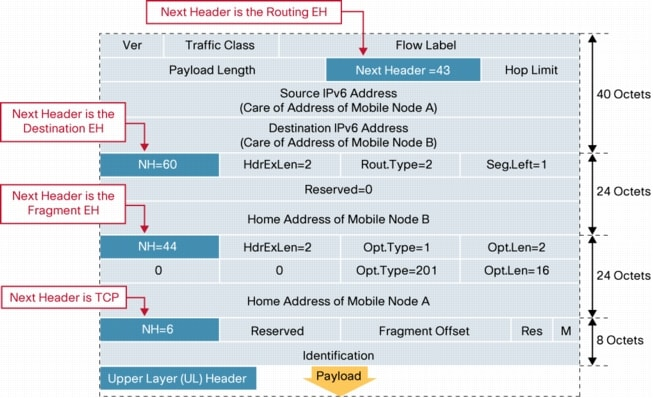 Next Header is the Routing EH
Ver Traffic Class Flow Label
Payload Length Next Header =43 Hop Limit
Source IPv6 Address
(Care of Address of Mobile Node A)
40 Octets
Next Header is the
Destination EH
Destination IPv6 Address
(Care of Address of Mobile Node B)
NH=60 HdrExLen=2 Rout.Type=2 Seg.Left=1
Reserved=0
24 Octets
Next Header is the
Fragment EH
Home Address of Mobile Node B
NH=44 HdrExLen=2 Opt.Type=1 Opt.Len=2
0 0 Opt.Type=201 Opt.Len=16
24 Octets
Next Header is TCP
Home Address of Mobile Node A
NH=6 Reserved Fragment Offset Res M
8 Octets
Identification
Upper Layer (UL) Header
Payload